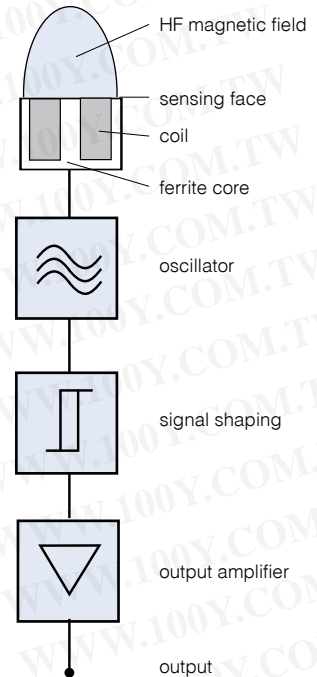 HF magnetic field
sensing face
coil
ferrite core
oscillator
signal shaping
output amplifier
output
WWW.100Y.COM.TW